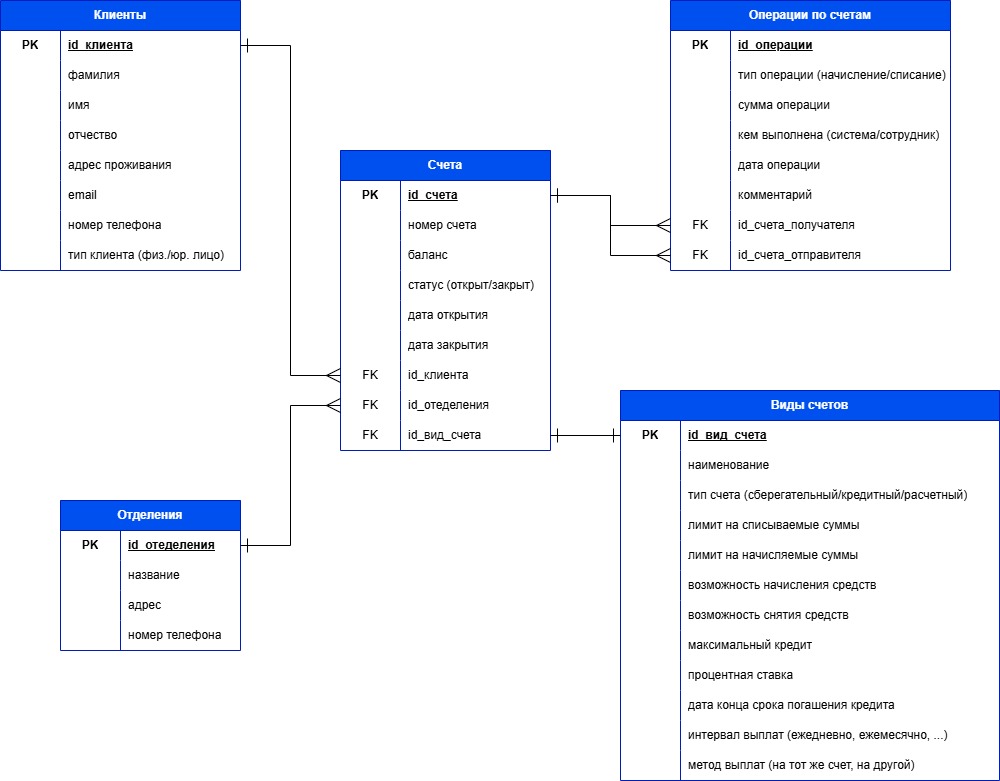 Клиенты
PK id_клиента
фамилия
имя
отчество
адрес проживания
email
номер телефона
тип клиента (физ./юр. лицо)
Операции по счетам
PK id_операции
тип операции (начисление/списание)
сумма операции
кем выполнена (система/сотрудник)
дата операции
комментарий
FK id_счета_получателя
FK id_счета_отправителя
Счета
PK id_счета
номер счета
баланс
статус (открыт/закрыт)
дата открытия
дата закрытия
FK id_клиента
FK id_отеделения
FK id_вид_счета
Виды счетов
PK id_вид_счета
наименование
тип счета (сберегательный/кредитный/расчетный)
лимит на списываемые суммы
лимит на начисляемые суммы
возможность начисления средств
возможность снятия средств
максимальный кредит
процентная ставка
дата конца срока погашения кредита
интервал выплат (ежедневно, ежемесячно, ...)
метод выплат (на тот же счет, на другой)
Отделения
PK id_отеделения
название
адрес
номер телефона